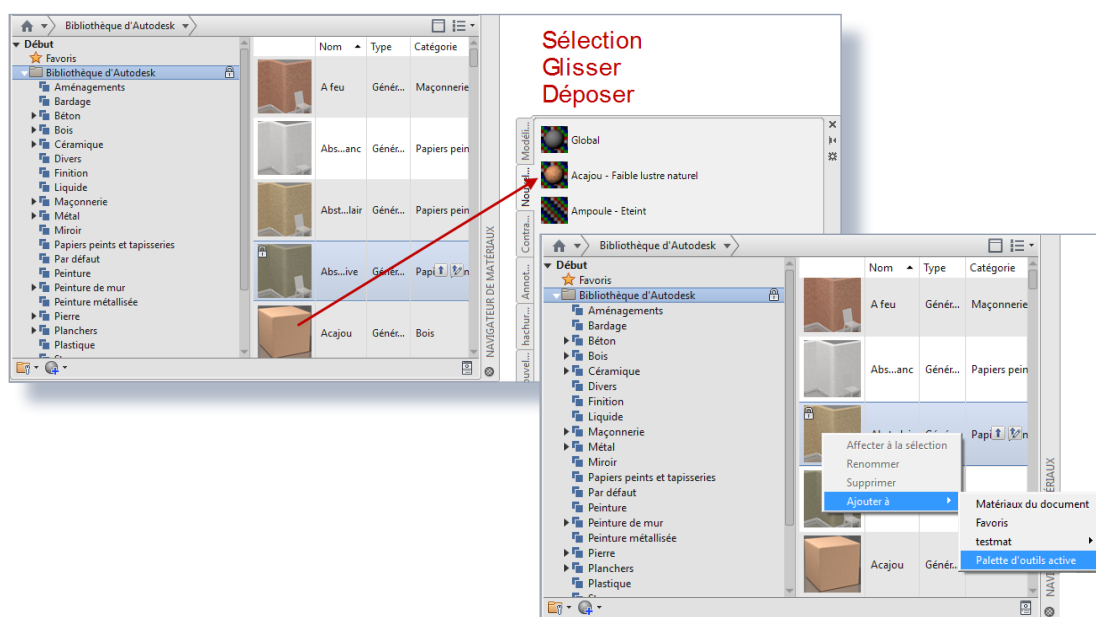 Bibliothèque d'Autodesk
Début
Favoris
Bibliothèque d'Autodesk
Aménagements
Bardage
Béton
Bois
Céramique
Divers
Finition
Liquide
Maçonnerie
Métal
Miroir
Papiers peints et tapisseries
Par défaut
Peinture
Peinture de mur
Peinture métallisée
Pierre
Planchers
Plastique
Nom Type Catégorie
A feu Génér... Maçonnerie
Abs...anc Génér... Papiers pein
Abst...lair Génér... Papiers pein
Abs...ive Génér... Papi
Acajou Génér... Bois
NAVIGATEUR DE MATÉRIAUX
Sélection
Glisser
Déposer
Modéli...
Nouvel...
Contra...
Annot...
hachur...
ouvel...
Global
Acajou - Faible lustre naturel
Ampoule - Eteint
Bibliothèque d'Autodesk
Début
Favoris
Bibliothèque d'Autodesk
Aménagements
Bardage
Béton
Bois
Céramique
Divers
Finition
Liquide
Maçonnerie
Métal
Miroir
Papiers peints et tapisseries
Par défaut
Peinture
Peinture de mur
Peinture métallisée
Pierre
Planchers
Plastique
Nom Type Catégorie
A feu Génér... Maçonnerie
Abs...anc Génér... Papiers pein
Papi
Affecter à la sélection
Renommer
Supprimer
Ajouter à
Matériaux du document
Favoris
testmat
Palette d'outils active
Acajou Génér...